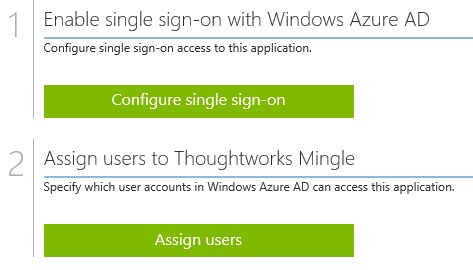 1
Enable single sign-on with Windows Azure AD
Configure single sign-on access to this application.
Configure single sign-on
2
Assign users to Thoughtworks Mingle
Specify which user accounts in Windows Azure AD can access this application.
Assign users